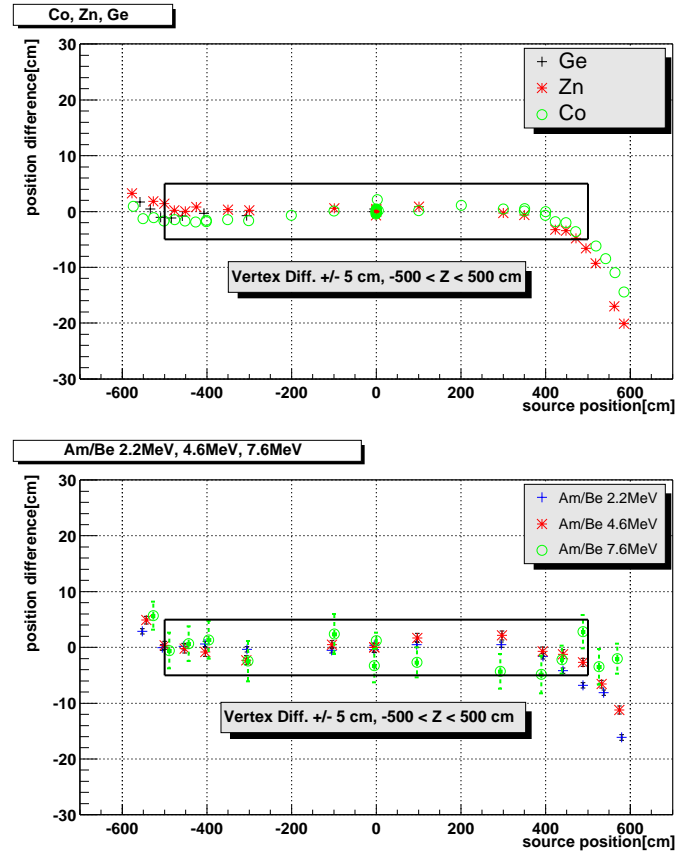 Co, Zn, Ge
position difference[cm]
30
20
10
0
-10
-20
-30
Ge
Zn
Co
Vertex Diff. +/- 5 cm, -500 < Z < 500 cm
-600 -400 -200 0 200 400 600
source position[cm]
Am/Be 2.2MeV, 4.6MeV, 7.6MeV
position difference[cm]
30
20
10
0
-10
-20
-30
Am/Be 2.2MeV
Am/Be 4.6MeV
Am/Be 7.6MeV
Vertex Diff. +/- 5 cm, -500 < Z < 500 cm
-600 -400 -200 0 200 400 600
source position[cm]